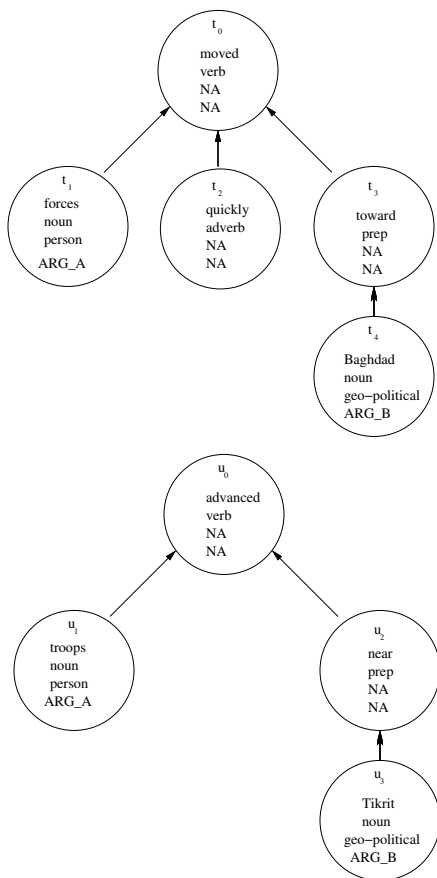 t0
moved
verb
NA
NA
t1
forces
noun
person
ARG_A
t2
quickly
adverb
NA
NA
t3
toward
prep
NA
NA
t4
Baghdad
noun
geo-political
ARG_B
u0
advanced
verb
NA
NA
u1
troops
noun
person
ARG_A
u2
near
prep
NA
NA
u3
Tikrit
noun
geo-political
ARG_B